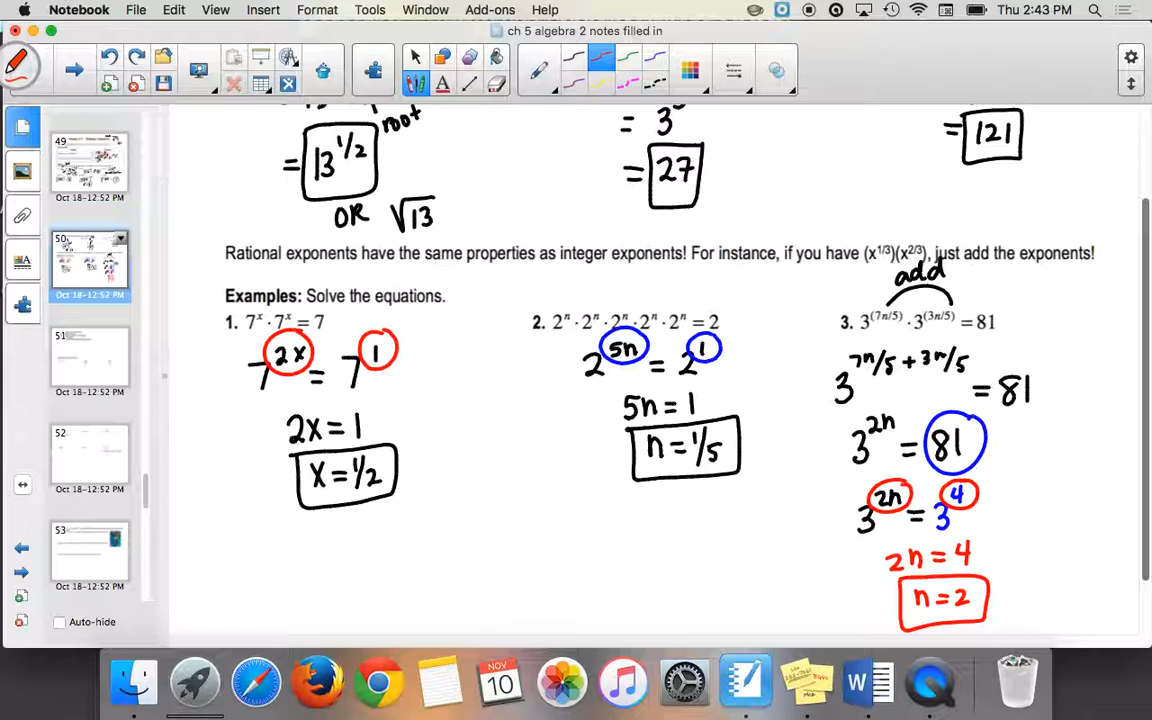 Notebook File Edit View Insert Format Tools Window Add-ons Help Thu 2:43 PM
ch 5 algebra 2 notes filled in
49
Oct 18-12:52 PM
50
Oct 18-12:52 PM
51
Oct 18-12:52 PM
52
Oct 18-12:52 PM
53
Oct 18-12:52 PM
Auto-hide
root
= 13^1/2
OR √13
= 3
= 27
= 121
Rational exponents have the same properties as integer exponents! For instance, if you have (x^1/3)(x^2/3), just add the exponents!
add
Examples: Solve the equations.
1. 7^x · 7^x = 7
7^2x = 7^1
2x = 1
x = 1/2
2. 2^n · 2^n · 2^n · 2^n · 2^n = 2
2^5n = 2^1
5n = 1
n = 1/5
3. 3^(7n/5) · 3^(3n/5) = 81
3^7n/5 + 3n/5 = 81
3^2n = 81
3^2n = 3^4
2n = 4
n = 2
NOV
10
W